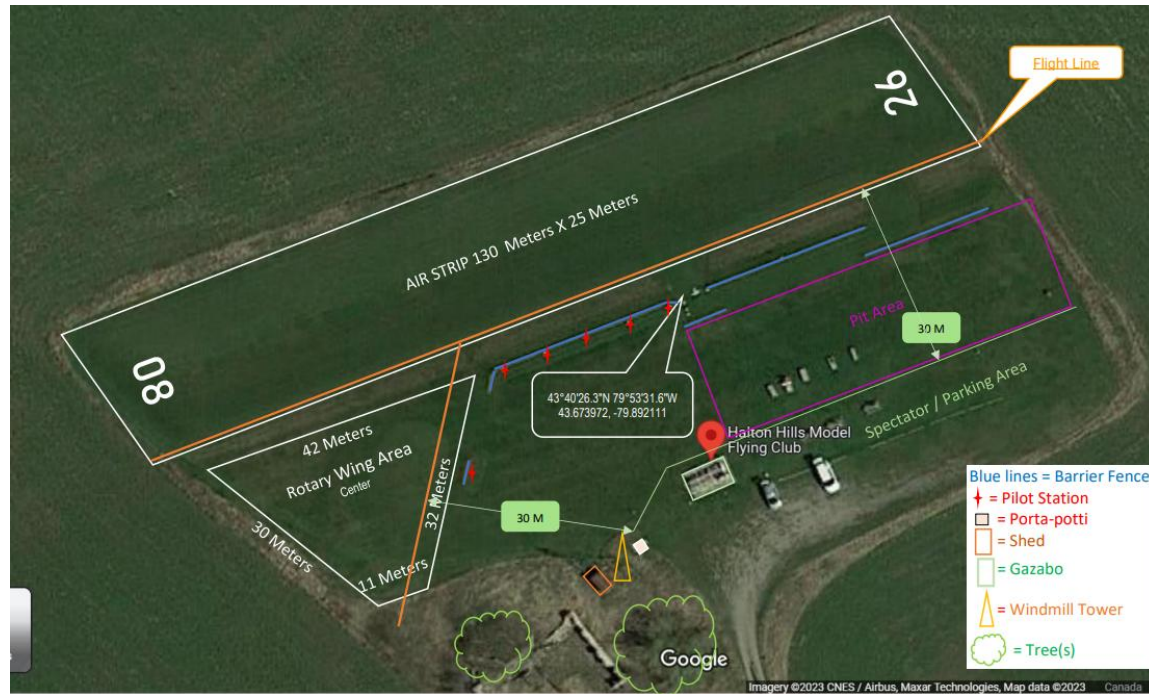 26
Flight Line
AIR STRIP 130 Meters X 25 Meters
08
Pit Area
30 M
43°40'26.3"N 79°53'31.6"W
43.673972, -79.892111
Spectator / Parking Area
Halton Hills Model
Flying Club
42 Meters
Rotary Wing Area
Center
32 Meters
30 M
30 Meters
11 Meters
Blue lines = Barrier Fence
= Pilot Station
= Porta-potti
= Shed
= Gazabo
= Windmill Tower
= Tree(s)
Google
Imagery ©2023 CNES / Airbus, Maxar Technologies, Map data ©2023 Canada